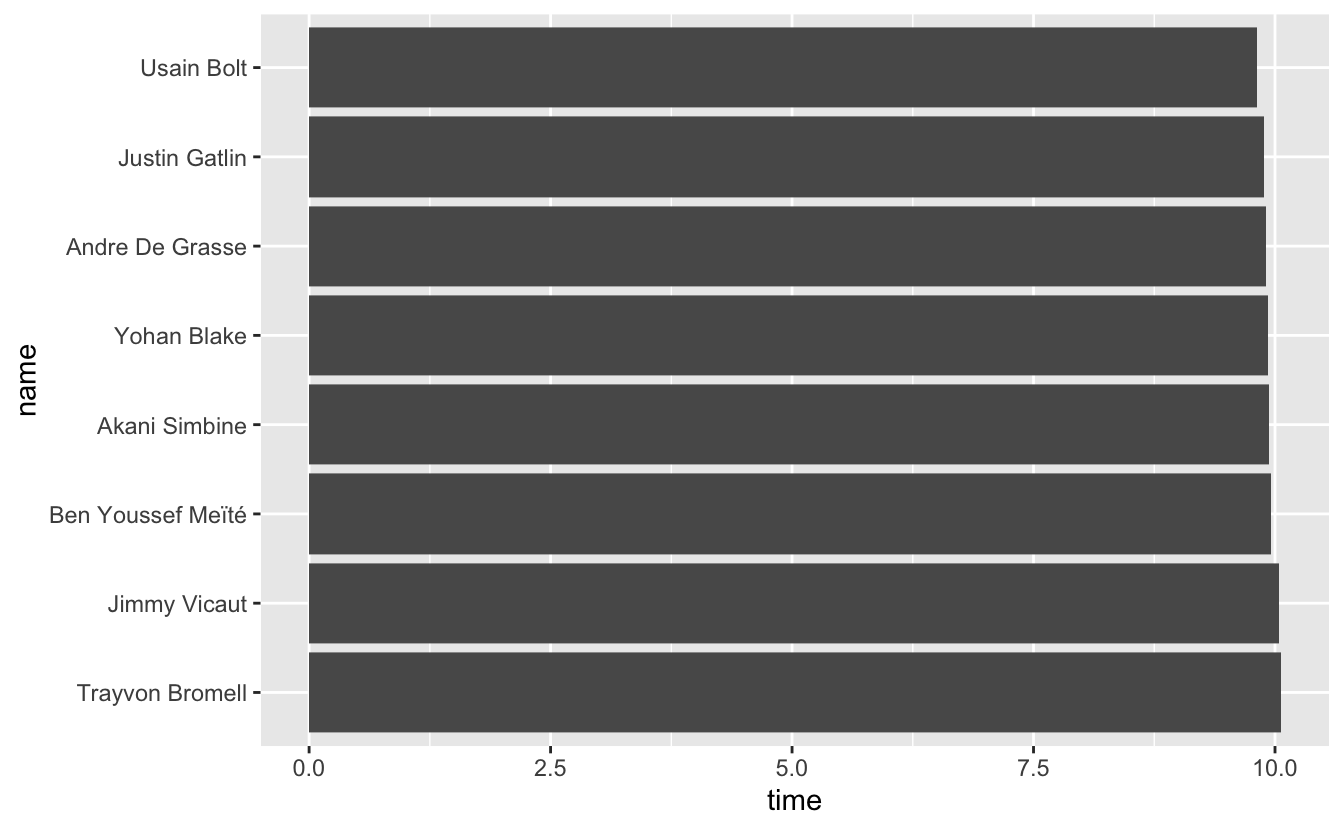 Usain Bolt
Justin Gatlin
Andre De Grasse
Yohan Blake
Akani Simbine
Ben Youssef Meïté
Jimmy Vicaut
Trayvon Bromell
name
0.0 2.5 5.0 7.5 10.0
time